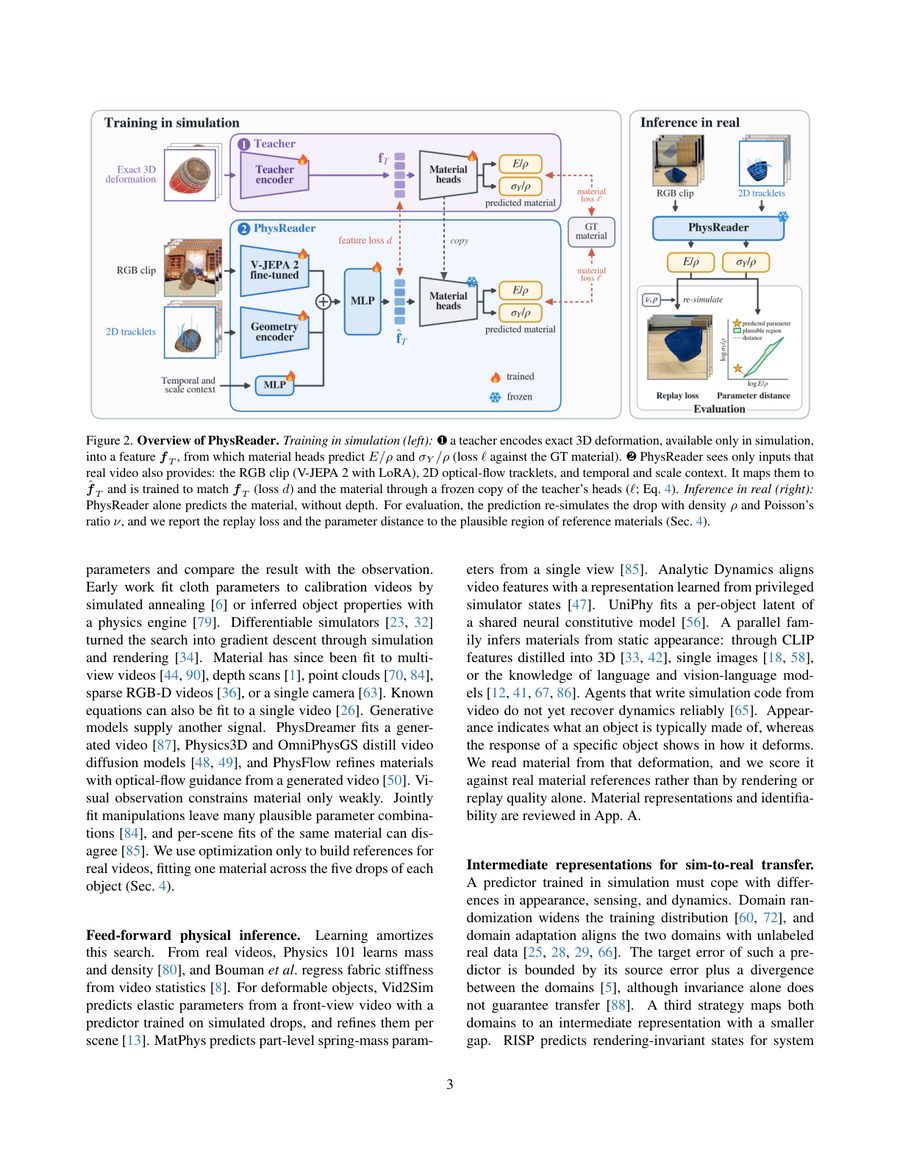 Training in simulation
Inference in real
1 Teacher
Exact 3D
deformation
Teacher
encoder
f_T
Material
heads
E/ρ
σ_Y/ρ
predicted material
material
loss ℓ
GT
material
2 PhysReader
feature loss d
copy
RGB clip
V-JEPA 2
fine-tuned
MLP
Material
heads
E/ρ
σ_Y/ρ
predicted material
material
loss ℓ
2D tracklets
Geometry
encoder
f̂_T
Temporal and
scale context
MLP
trained
frozen
RGB clip
2D tracklets
PhysReader
E/ρ
σ_Y/ρ
ν, ρ
re-simulate
predicted parameter
plausible region
distance
log σ_Y/ρ
log E/ρ
Replay loss
Parameter distance
Evaluation
Figure 2. Overview of PhysReader. Training in simulation (left): ❶ a teacher encodes exact 3D deformation, available only in simulation,
into a feature f_T, from which material heads predict E/ρ and σ_Y/ρ (loss ℓ against the GT material). ❷ PhysReader sees only inputs that
real video also provides: the RGB clip (V-JEPA 2 with LoRA), 2D optical-flow tracklets, and temporal and scale context. It maps them to
f̂_T and is trained to match f_T (loss d) and the material through a frozen copy of the teacher's heads (ℓ; Eq. 4). Inference in real (right):
PhysReader alone predicts the material, without depth. For evaluation, the prediction re-simulates the drop with density ρ and Poisson's
ratio ν, and we report the replay loss and the parameter distance to the plausible region of reference materials (Sec. 4).
parameters and compare the result with the observation.
Early work fit cloth parameters to calibration videos by
simulated annealing [6] or inferred object properties with
a physics engine [79]. Differentiable simulators [23, 32]
turned the search into gradient descent through simulation
and rendering [34]. Material has since been fit to multi-
view videos [44, 90], depth scans [1], point clouds [70, 84],
sparse RGB-D videos [36], or a single camera [63]. Known
equations can also be fit to a single video [26]. Generative
models supply another signal. PhysDreamer fits a gener-
ated video [87], Physics3D and OmniPhysGS distill video
diffusion models [48, 49], and PhysFlow refines materials
with optical-flow guidance from a generated video [50]. Vi-
sual observation constrains material only weakly. Jointly
fit manipulations leave many plausible parameter combina-
tions [84], and per-scene fits of the same material can dis-
agree [85]. We use optimization only to build references for
real videos, fitting one material across the five drops of each
object (Sec. 4).
Feed-forward physical inference. Learning amortizes
this search. From real videos, Physics 101 learns mass
and density [80], and Bouman et al. regress fabric stiffness
from video statistics [8]. For deformable objects, Vid2Sim
predicts elastic parameters from a front-view video with a
predictor trained on simulated drops, and refines them per
scene [13]. MatPhys predicts part-level spring-mass param-
eters from a single view [85]. Analytic Dynamics aligns
video features with a representation learned from privileged
simulator states [47]. UniPhy fits a per-object latent of
a shared neural constitutive model [56]. A parallel fam-
ily infers materials from static appearance: through CLIP
features distilled into 3D [33, 42], single images [18, 58],
or the knowledge of language and vision-language mod-
els [12, 41, 67, 86]. Agents that write simulation code from
video do not yet recover dynamics reliably [65]. Appear-
ance indicates what an object is typically made of, whereas
the response of a specific object shows in how it deforms.
We read material from that deformation, and we score it
against real material references rather than by rendering or
replay quality alone. Material representations and identifia-
bility are reviewed in App. A.
Intermediate representations for sim-to-real transfer.
A predictor trained in simulation must cope with differ-
ences in appearance, sensing, and dynamics. Domain ran-
domization widens the training distribution [60, 72], and
domain adaptation aligns the two domains with unlabeled
real data [25, 28, 29, 66]. The target error of such a pre-
dictor is bounded by its source error plus a divergence
between the domains [5], although invariance alone does
not guarantee transfer [88]. A third strategy maps both
domains to an intermediate representation with a smaller
gap. RISP predicts rendering-invariant states for system
3